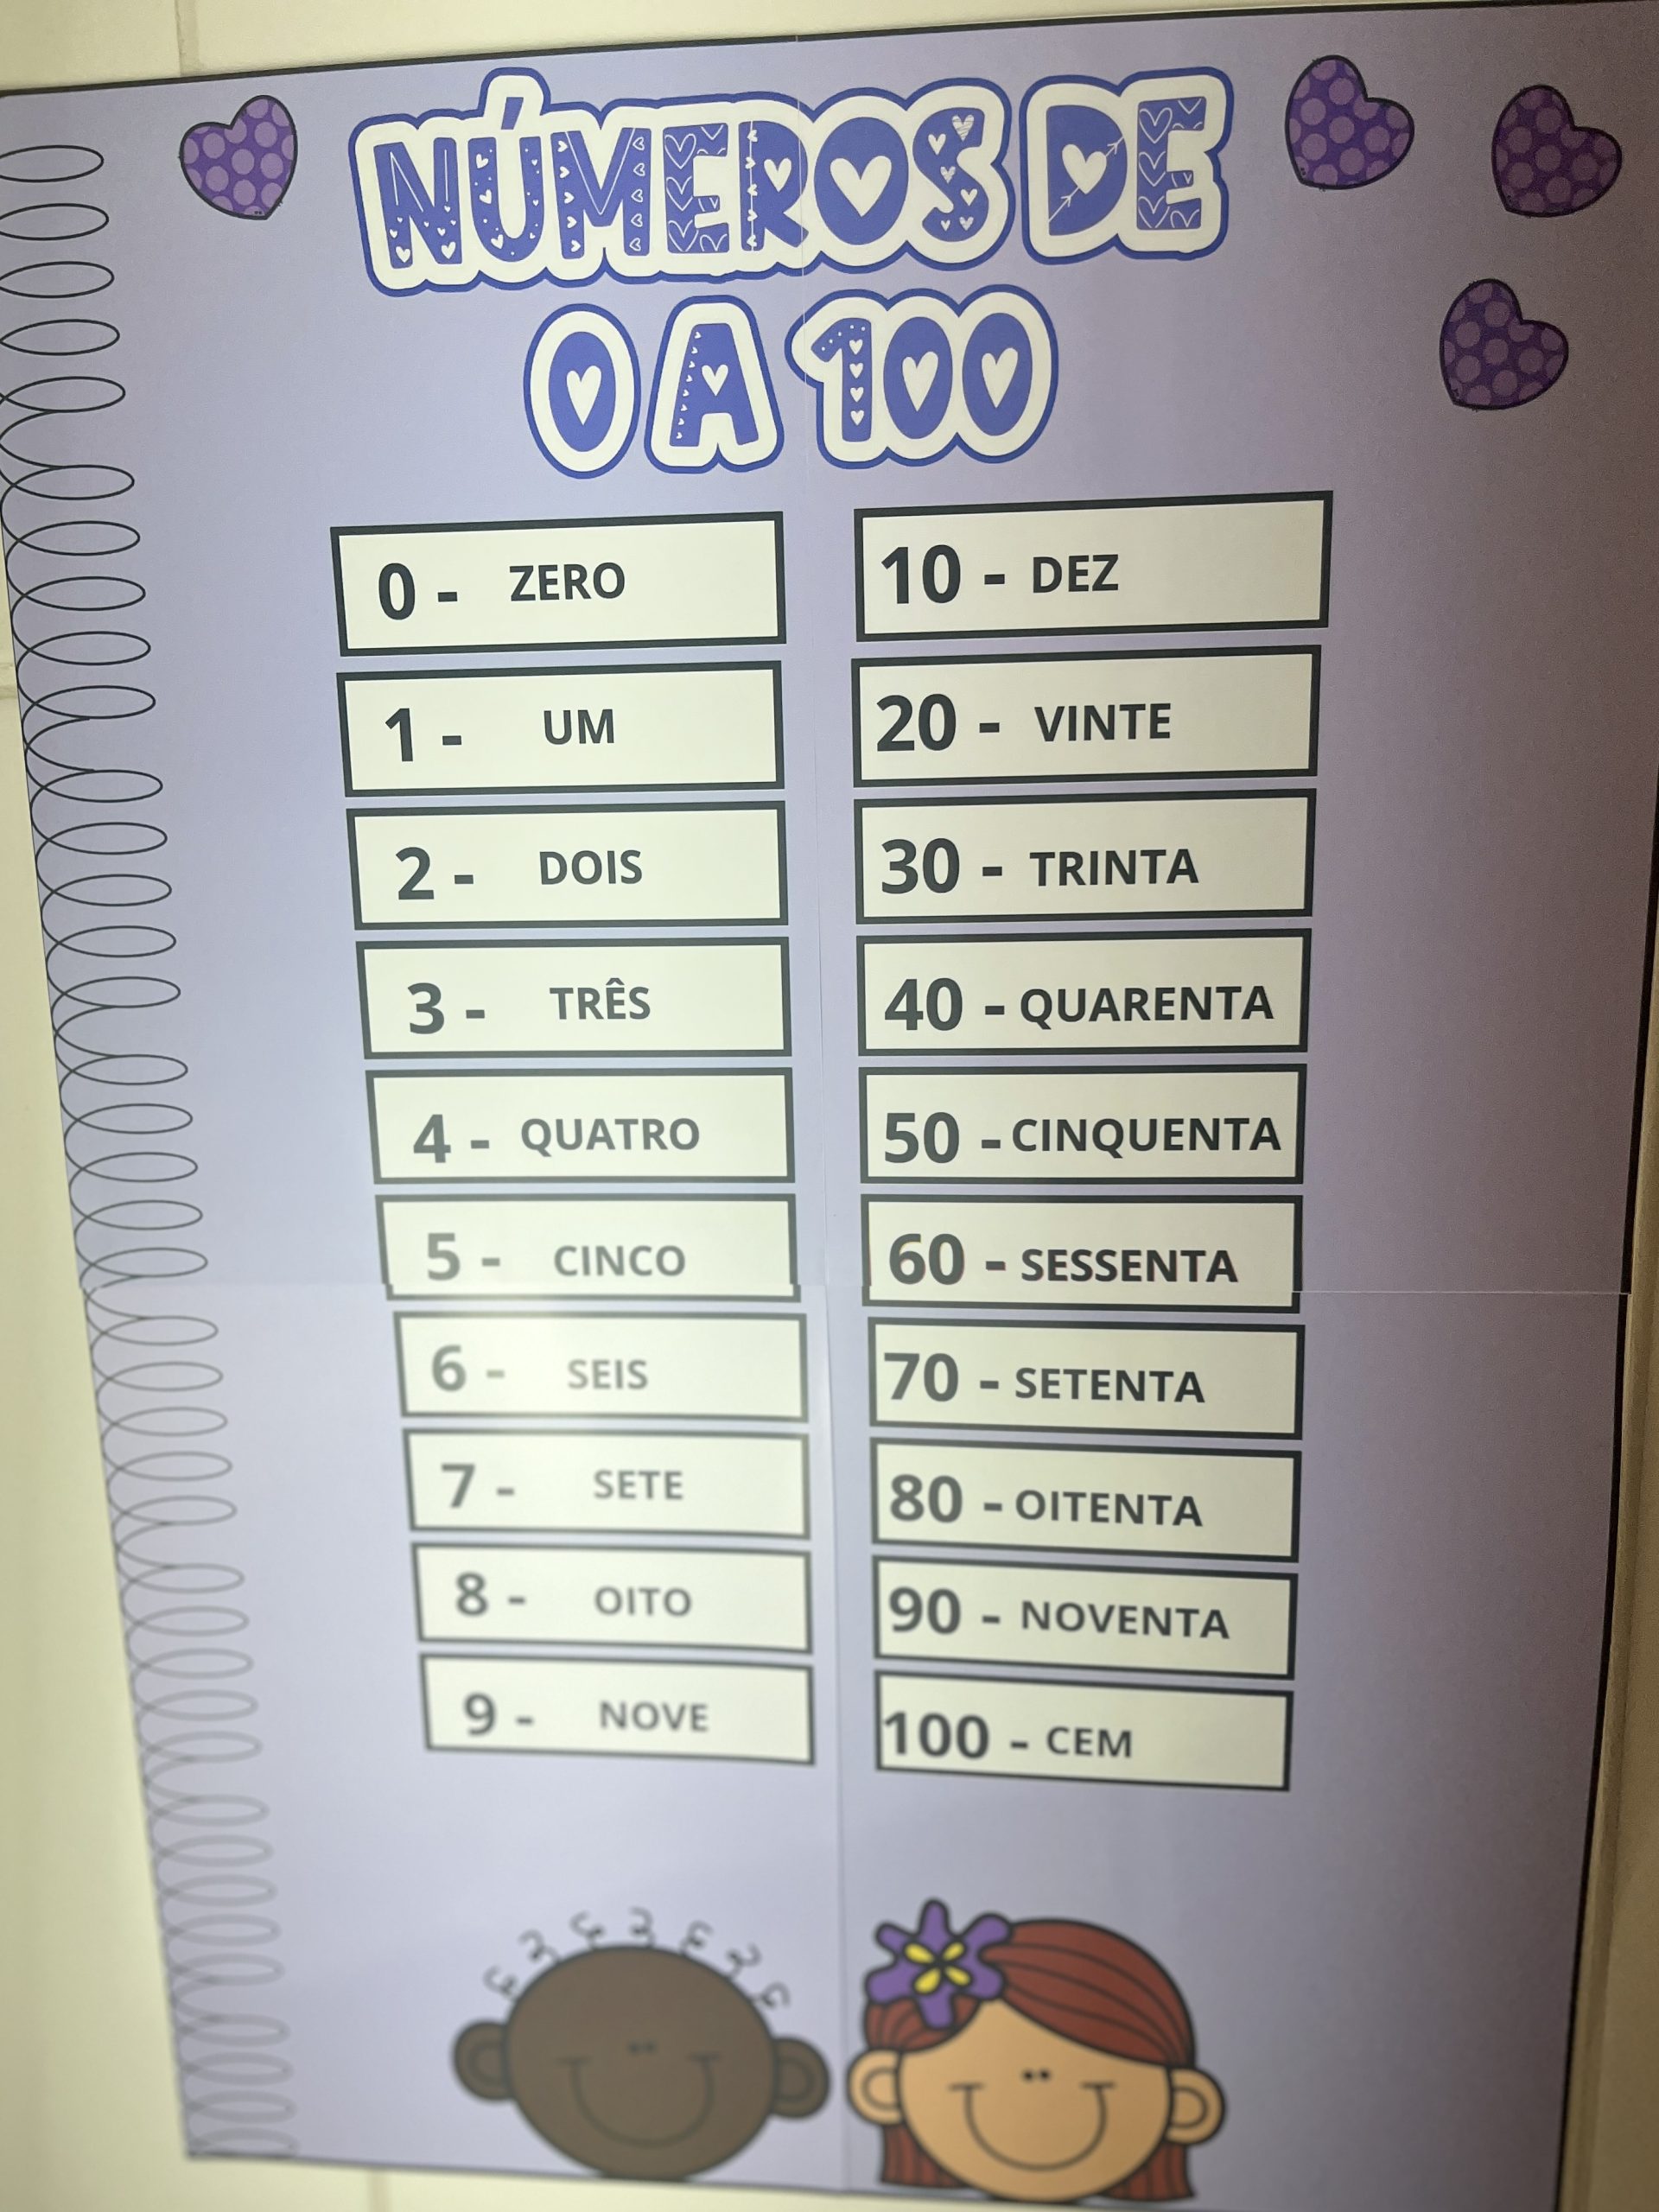 NÚMEROS DE
0 A 100
0 - ZERO
1 - UM
2 - DOIS
3 - TRÊS
4 - QUATRO
5 - CINCO
6 - SEIS
7 - SETE
8 - OITO
9 - NOVE
10 - DEZ
20 - VINTE
30 - TRINTA
40 - QUARENTA
50 - CINQUENTA
60 - SESSENTA
70 - SETENTA
80 - OITENTA
90 - NOVENTA
100 - CEM